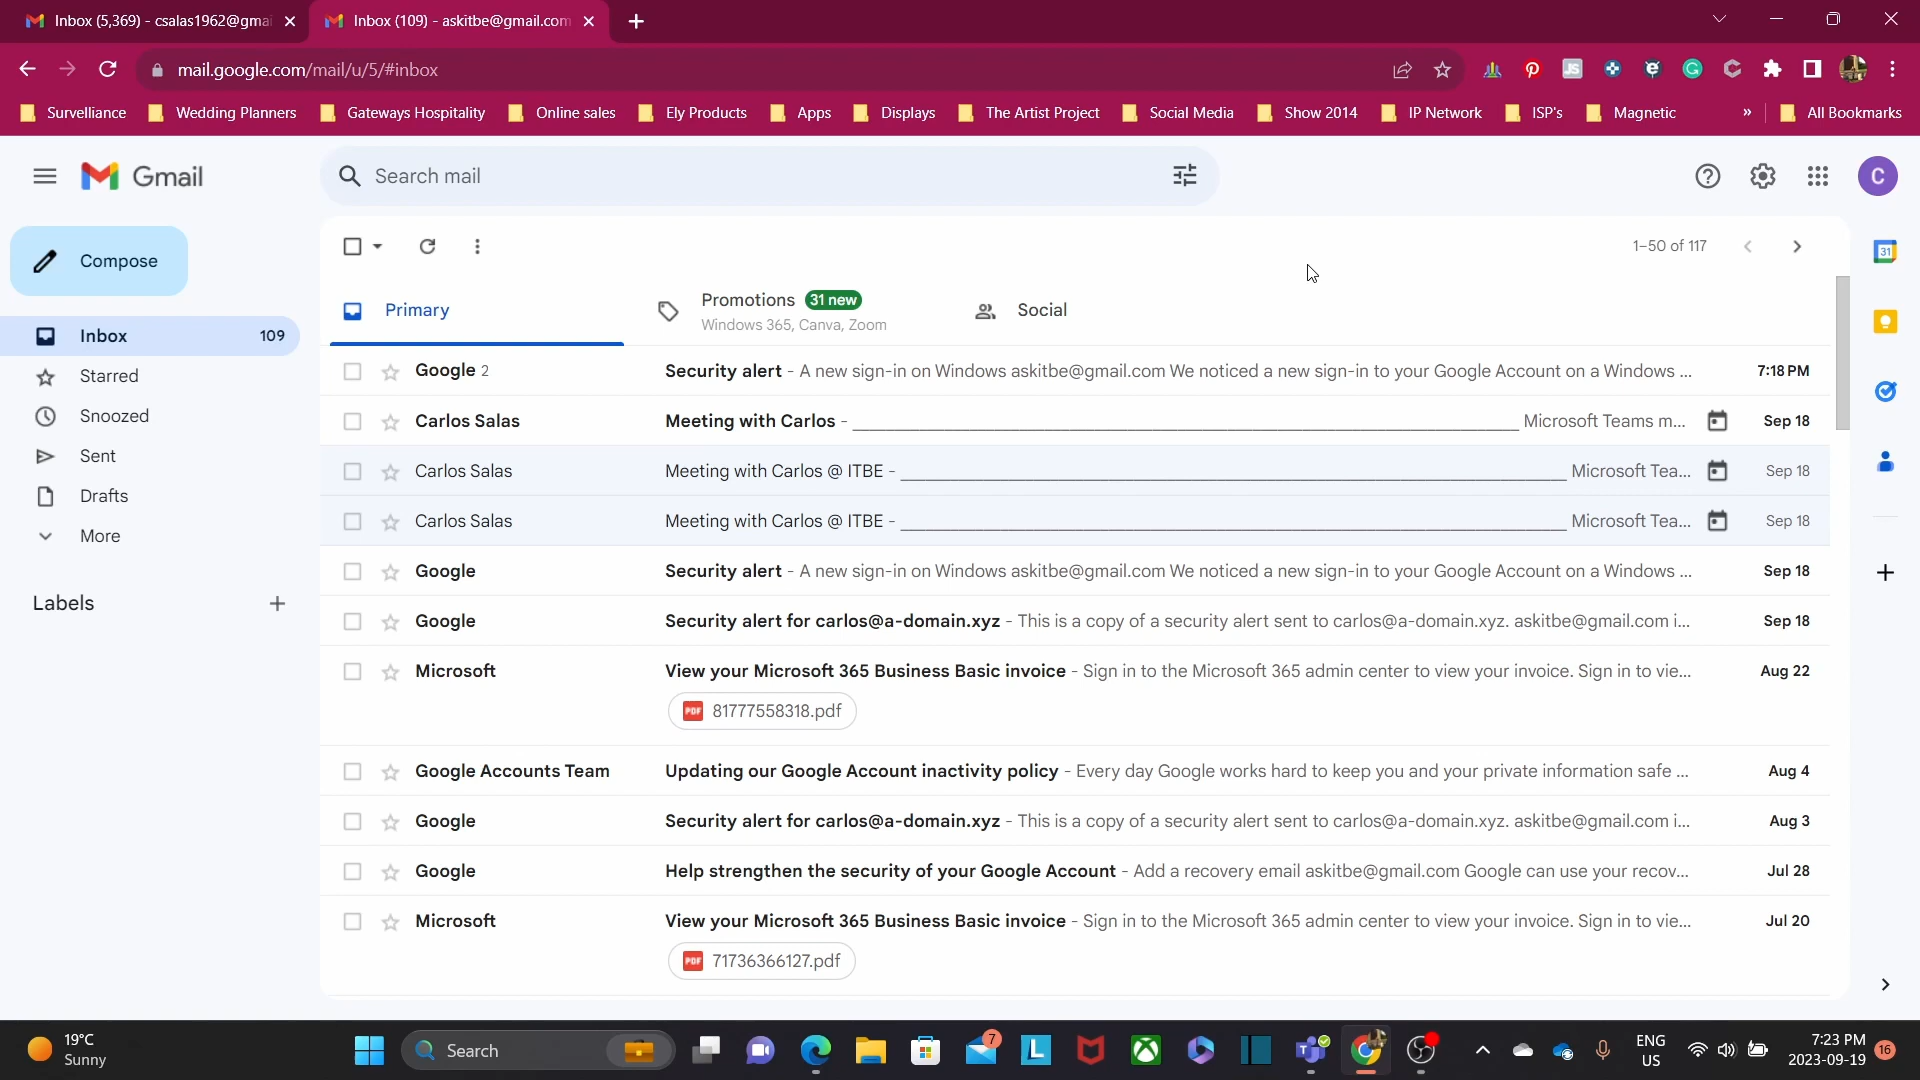 Inbox (5,369) - csalas1962@gmai
Inbox (109) - askitbe@gmail.com
mail.google.com/mail/u/5/#inbox
Survelliance Wedding Planners Gateways Hospitality Online sales Ely Products Apps Displays The Artist Project Social Media Show 2014 IP Network ISP's Magnetic » All Bookmarks
Gmail
Search mail
C
Compose
1–50 of 117
Primary
Promotions 31 new
Windows 365, Canva, Zoom
Social
Inbox 109
Starred
Snoozed
Sent
Drafts
More
Labels
Google 2 Security alert - A new sign-in on Windows askitbe@gmail.com We noticed a new sign-in to your Google Account on a Windows ... 7:18 PM
Carlos Salas Meeting with Carlos - Microsoft Teams m... Sep 18
Carlos Salas Meeting with Carlos @ ITBE - Microsoft Tea... Sep 18
Carlos Salas Meeting with Carlos @ ITBE - Microsoft Tea... Sep 18
Google Security alert - A new sign-in on Windows askitbe@gmail.com We noticed a new sign-in to your Google Account on a Windows ... Sep 18
Google Security alert for carlos@a-domain.xyz - This is a copy of a security alert sent to carlos@a-domain.xyz. askitbe@gmail.com i... Sep 18
Microsoft View your Microsoft 365 Business Basic invoice - Sign in to the Microsoft 365 admin center to view your invoice. Sign in to vie... Aug 22
PDF 81777558318.pdf
Google Accounts Team Updating our Google Account inactivity policy - Every day Google works hard to keep you and your private information safe ... Aug 4
Google Security alert for carlos@a-domain.xyz - This is a copy of a security alert sent to carlos@a-domain.xyz. askitbe@gmail.com i... Aug 3
Google Help strengthen the security of your Google Account - Add a recovery email askitbe@gmail.com Google can use your recov... Jul 28
Microsoft View your Microsoft 365 Business Basic invoice - Sign in to the Microsoft 365 admin center to view your invoice. Sign in to vie... Jul 20
PDF 71736366127.pdf
31
19°C
Sunny
Search
7
L
ENG
US
7:23 PM
2023-09-19
16